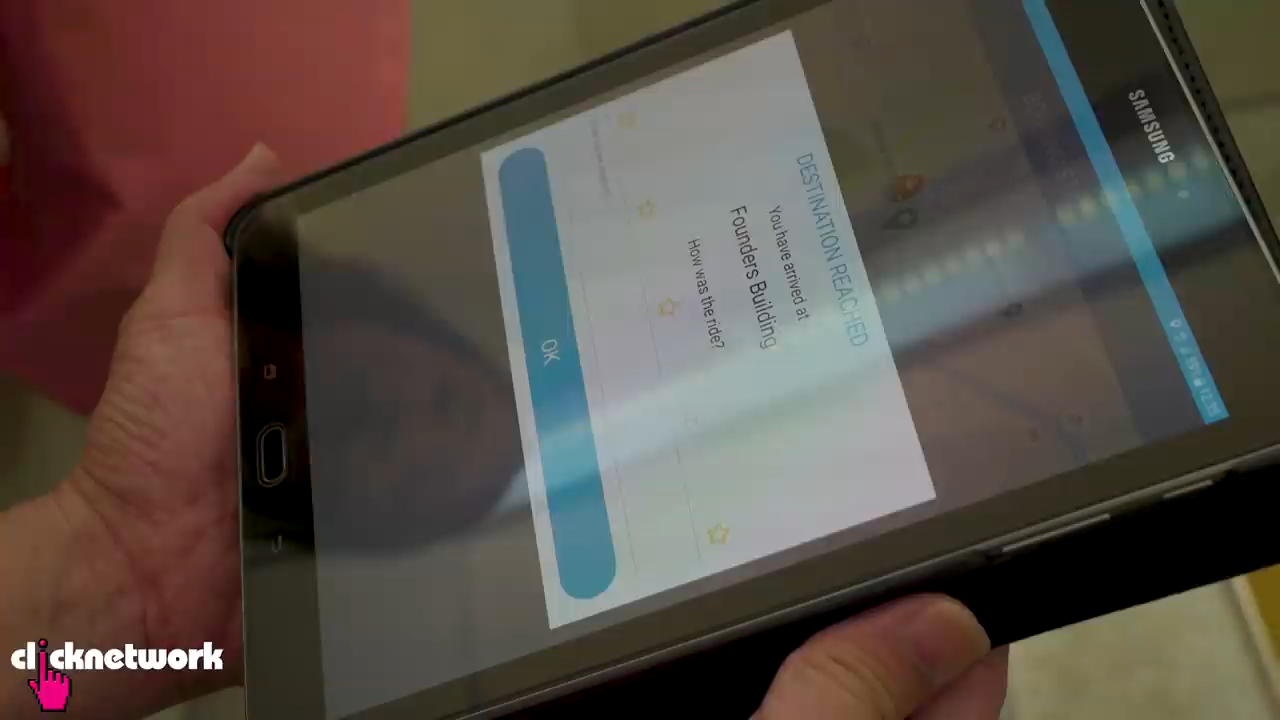 SAMSUNG
DESTINATION REACHED
You have arrived at
Founders Building
How was the ride?
OK
clicknetwork